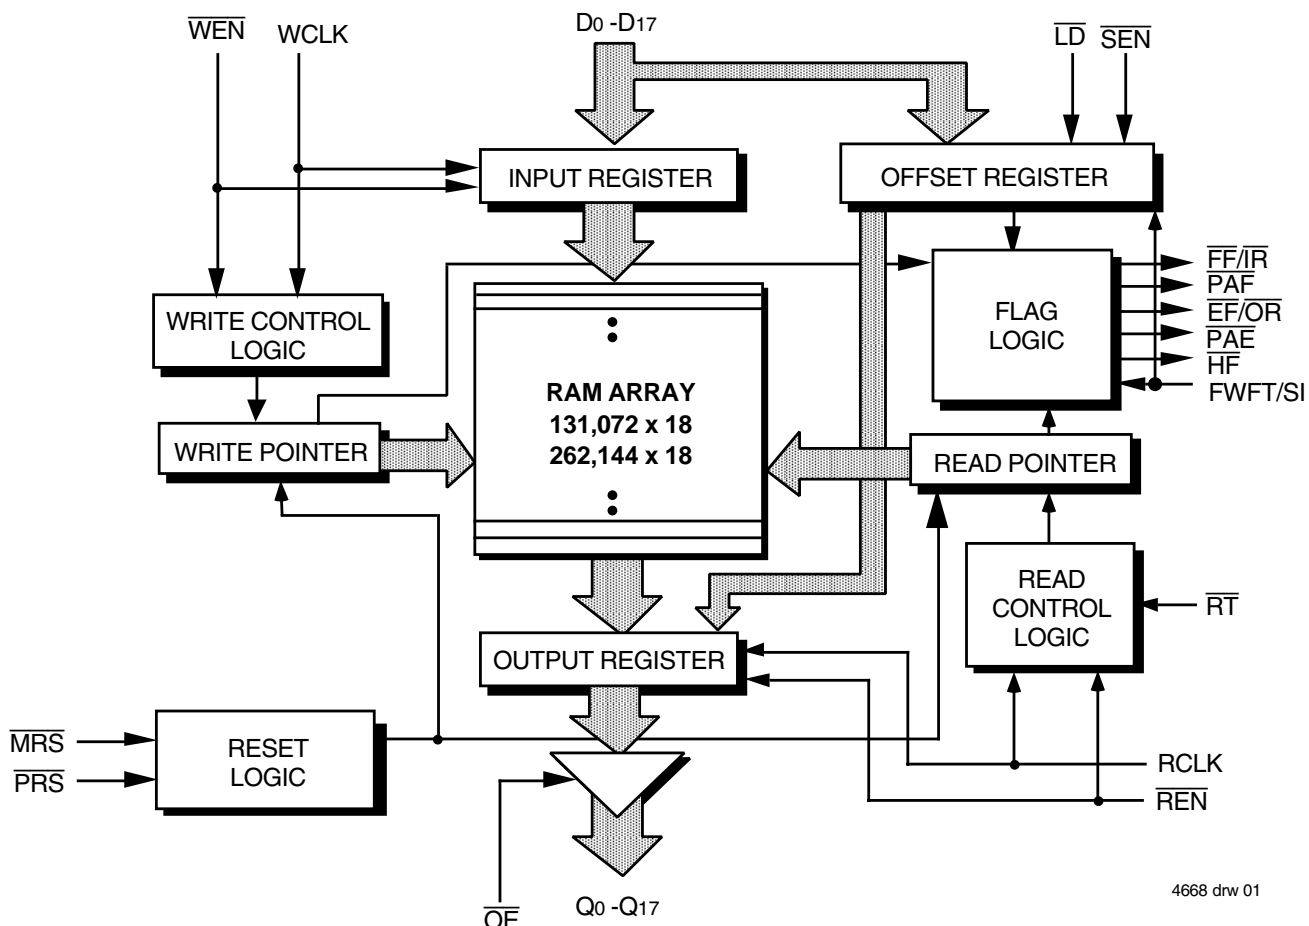 WEN WCLK D0 -D17 LD SEN
INPUT REGISTER
OFFSET REGISTER
WRITE CONTROL
LOGIC
FLAG
LOGIC
FF/IR
PAF
EF/OR
PAE
HF
FWFT/SI
RAM ARRAY
131,072 x 18
262,144 x 18
WRITE POINTER
READ POINTER
READ
CONTROL
LOGIC
RT
OUTPUT REGISTER
MRS
PRS
RESET
LOGIC
RCLK
REN
OE
Q0 -Q17
4668 drw 01